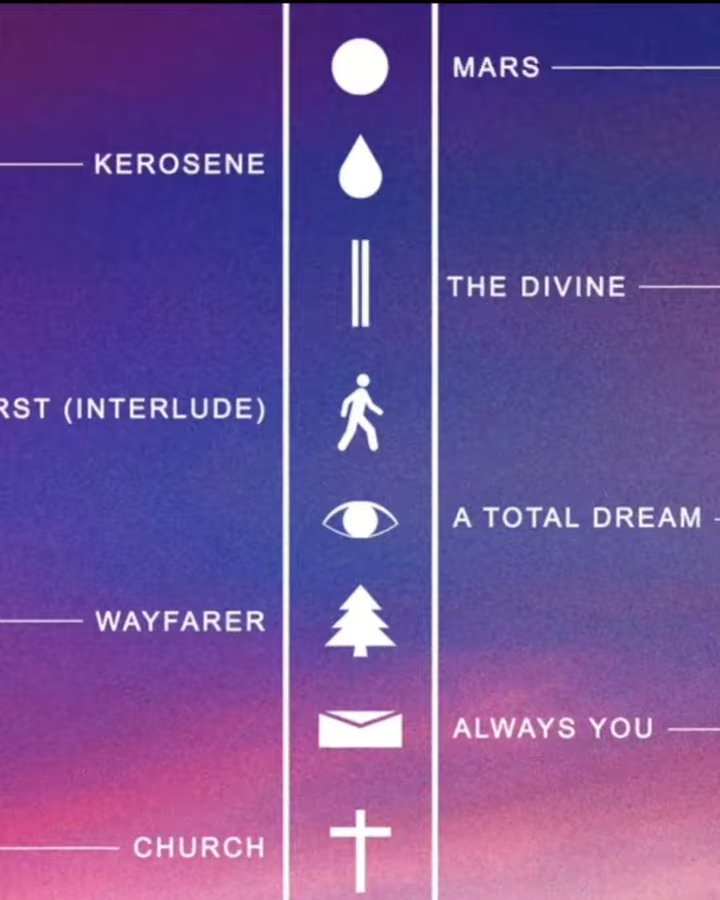 MARS
KEROSENE
THE DIVINE
(INTERLUDE)
A TOTAL DREAM
WAYFARER
ALWAYS YOU
CHURCH